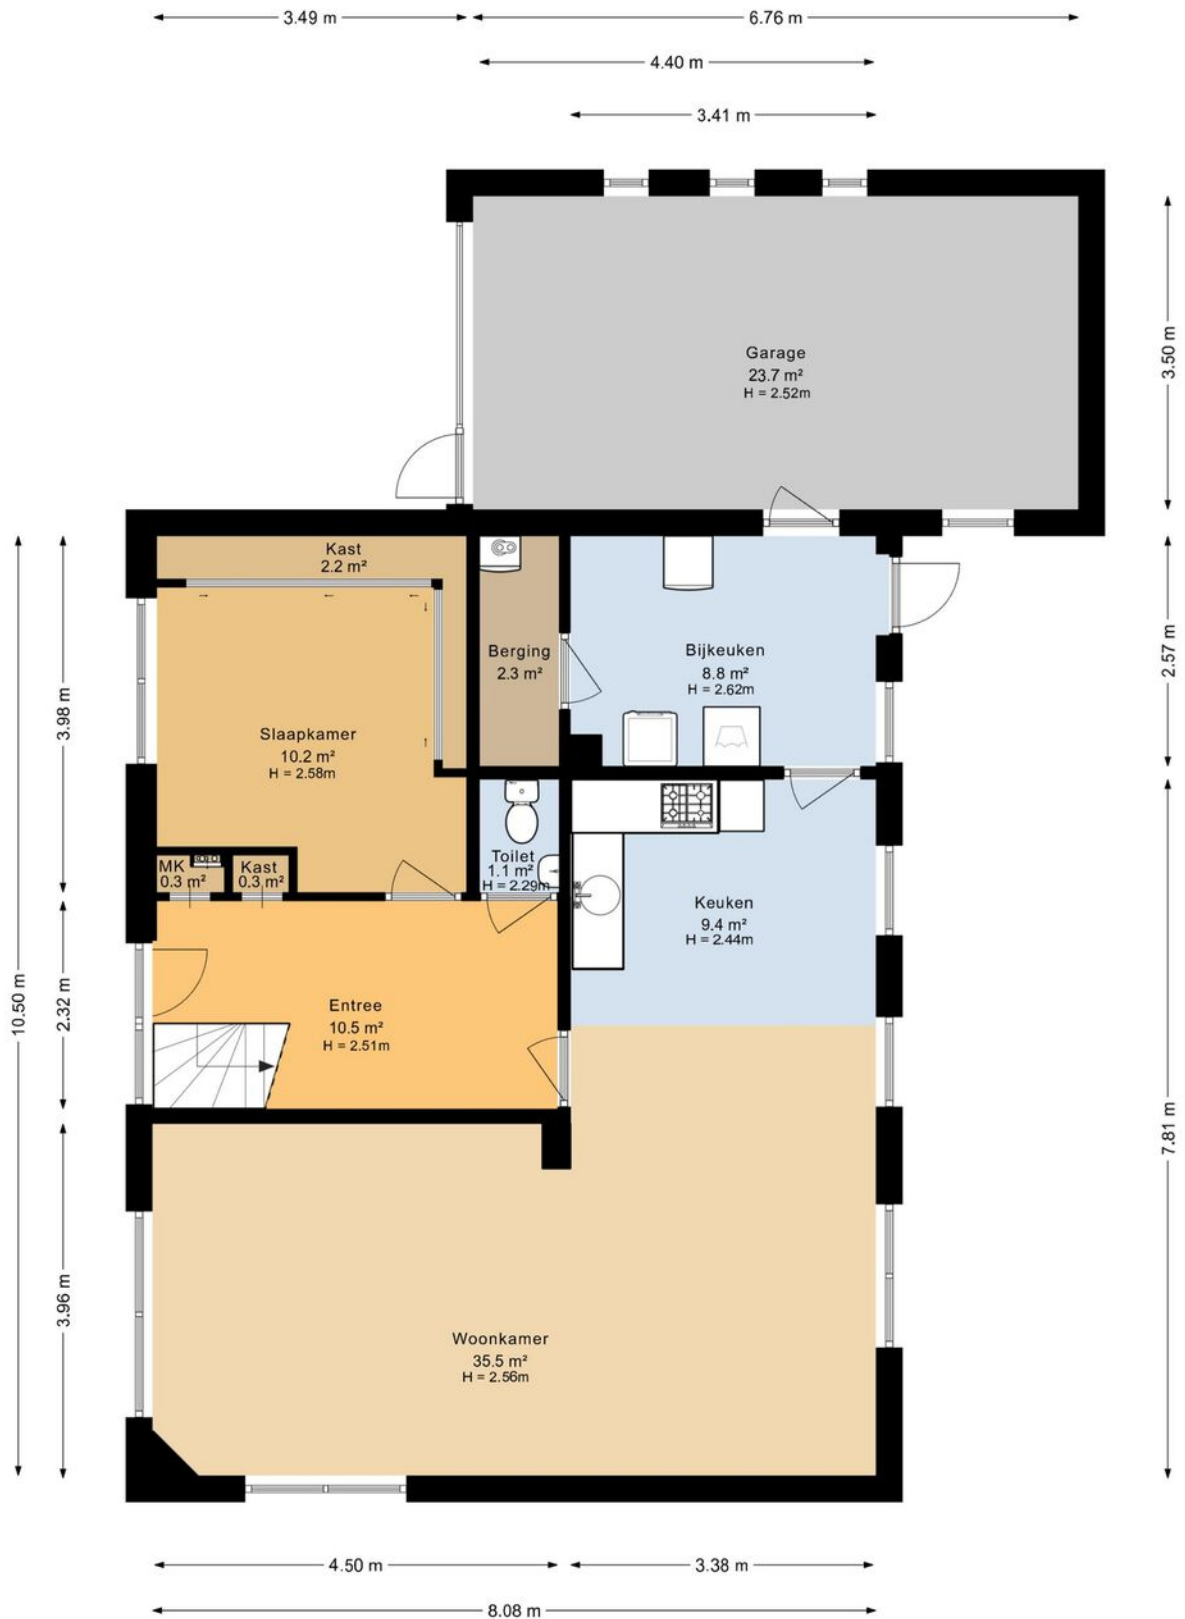 3.49 m
6.76 m
4.40 m
3.41 m
Garage
23.7 m²
H = 2.52m
3.50 m
Kast
2.2 m²
Berging
2.3 m²
Bijkeuken
8.8 m²
H = 2.62m
2.57 m
3.98 m
Slaapkamer
10.2 m²
H = 2.58m
MK
0.3 m²
Kast
0.3 m²
Toilet
1.1 m²
H = 2.29m
Keuken
9.4 m²
H = 2.44m
10.50 m
2.32 m
Entree
10.5 m²
H = 2.51m
7.81 m
3.96 m
Woonkamer
35.5 m²
H = 2.56m
4.50 m
3.38 m
8.08 m